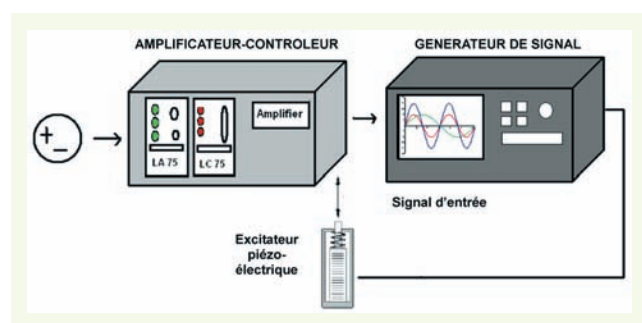 AMPLIFICATEUR-CONTROLEUR
GENERATEUR DE SIGNAL
+ _
LA 75
LC 75
Amplifier
Signal d'entrée
Excitateur
piézo-
électrique